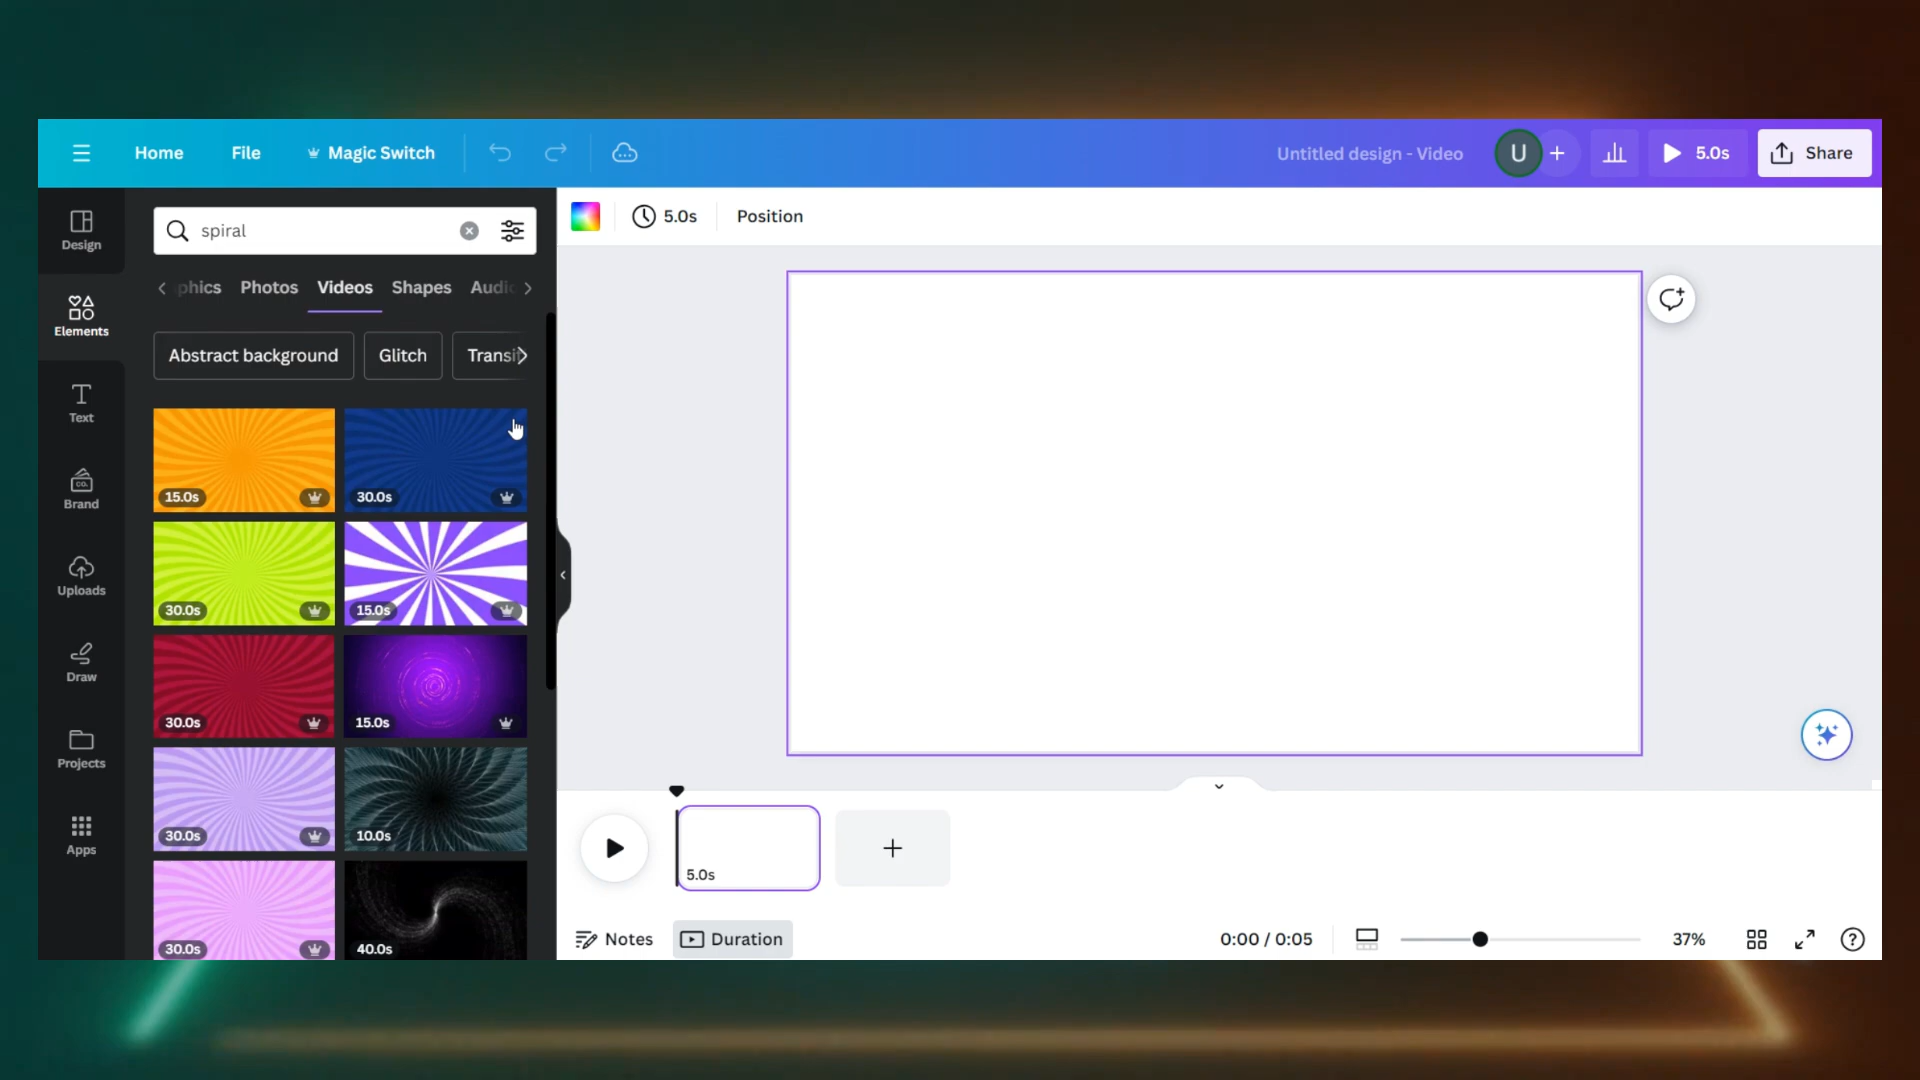 Home File Magic Switch
Untitled design - Video U 5.0s Share
Design
Elements
Text
Brand
CO.
Uploads
Draw
Projects
Apps
spiral
phics Photos Videos Shapes Audi
Abstract background Glitch Transi
15.0s 30.0s
30.0s 15.0s
30.0s 15.0s
30.0s 10.0s
30.0s 40.0s
5.0s Position
5.0s
Notes Duration 0:00 / 0:05 37%